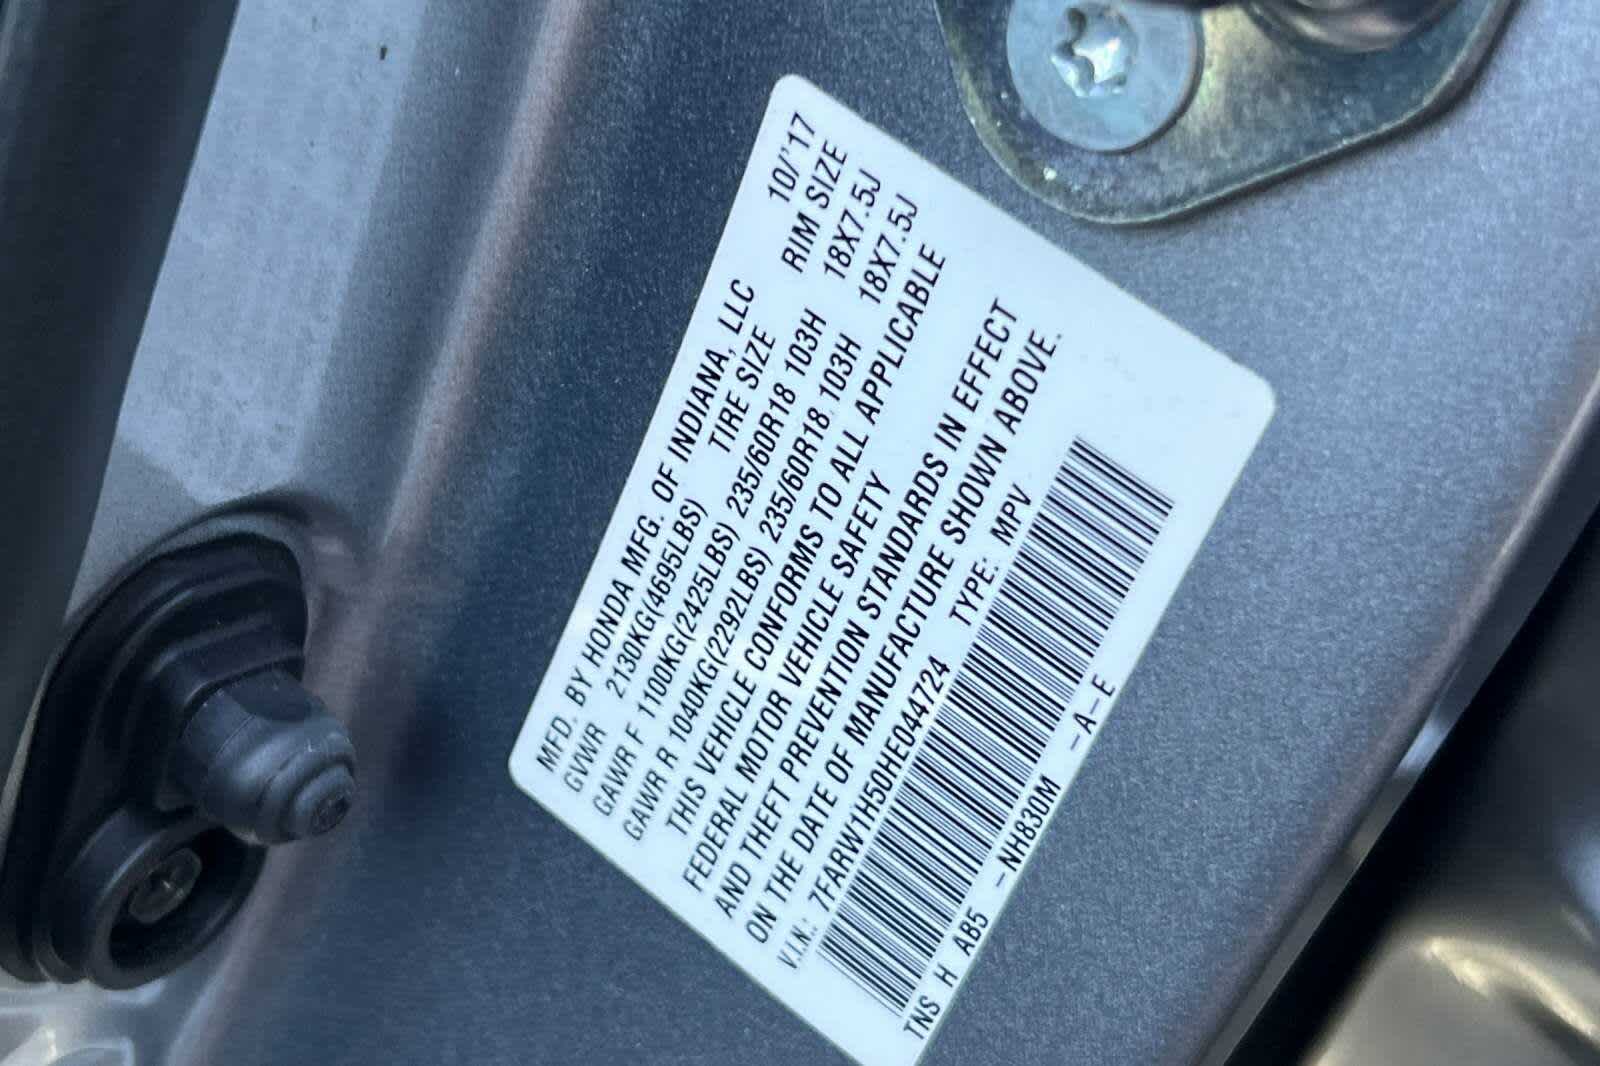 MFD. BY HONDA MFG. OF INDIANA, LLC 10/'17
GVWR 2130KG(4695LBS) TIRE SIZE RIM SIZE
GAWR F 1100KG(2425LBS) 235/60R18 103H 18X7.5J
GAWR R 1040KG(2292LBS) 235/60R18 103H 18X7.5J
THIS VEHICLE CONFORMS TO ALL APPLICABLE
FEDERAL MOTOR VEHICLE SAFETY
AND THEFT PREVENTION STANDARDS IN EFFECT
ON THE DATE OF MANUFACTURE SHOWN ABOVE.
V.I.N.: 7FARW1H50HE044724 TYPE: MPV
TNS H AB5 -NH830M -A-E